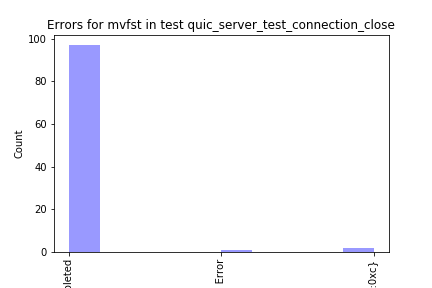 Errors for mvfst in test quic_server_test_connection_close
100
80
60
40
20
0
Count
pleted
Error
:0xc}